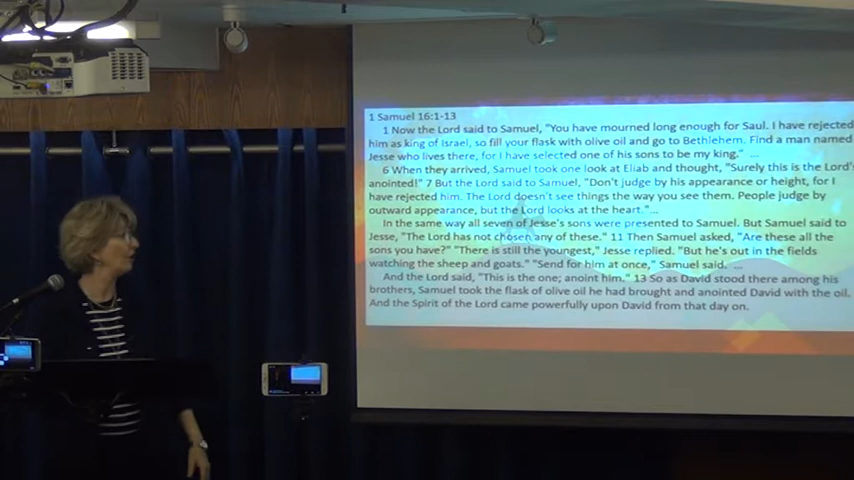 1 Samuel 16:1-13
1 Now the Lord said to Samuel, "You have mourned long enough for Saul. I have rejected
him as king of Israel, so fill your flask with olive oil and go to Bethlehem. Find a man named
Jesse who lives there, for I have selected one of his sons to be my king." ...
6 When they arrived, Samuel took one look at Eliab and thought, "Surely this is the Lord's
anointed!" 7 But the Lord said to Samuel, "Don't judge by his appearance or height, for I
have rejected him. The Lord doesn't see things the way you see them. People judge by
outward appearance, but the Lord looks at the heart."...
In the same way all seven of Jesse's sons were presented to Samuel. But Samuel said to
Jesse, "The Lord has not chosen any of these." 11 Then Samuel asked, "Are these all the
sons you have?" "There is still the youngest," Jesse replied. "But he's out in the fields
watching the sheep and goats." "Send for him at once," Samuel said. ...
And the Lord said, "This is the one; anoint him." 13 So as David stood there among his
brothers, Samuel took the flask of olive oil he had brought and anointed David with the oil.
And the Spirit of the Lord came powerfully upon David from that day on.